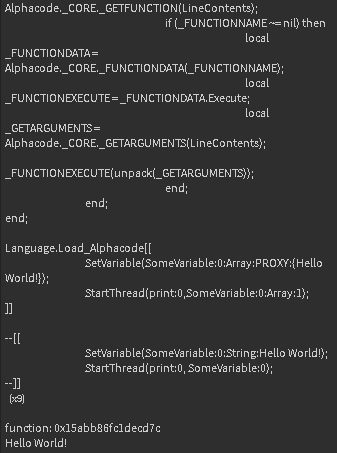 Alphacode._CORE._GETFUNCTION(LineContents);
if (_FUNCTIONNAME ~= nil) then
local
_FUNCTIONDATA =
Alphacode._CORE._FUNCTIONDATA(_FUNCTIONNAME);
local
_FUNCTIONEXECUTE = _FUNCTIONDATA.Execute;
local
_GETARGUMENTS =
Alphacode._CORE._GETARGUMENTS(LineContents);
_FUNCTIONEXECUTE(unpack(_GETARGUMENTS));
end;
end;
end;
Language.Load_Alphacode[[
SetVariable(SomeVariable:0:Array:PROXY:{Hello
World!});
StartThread(print:0,SomeVariable:0:Array:1);
]]
--[[
SetVariable(SomeVariable:0:String:Hello World!);
StartThread(print:0, SomeVariable:0);
--]]
(x9)
function: 0x15abb86fc1decd7c
Hello World!